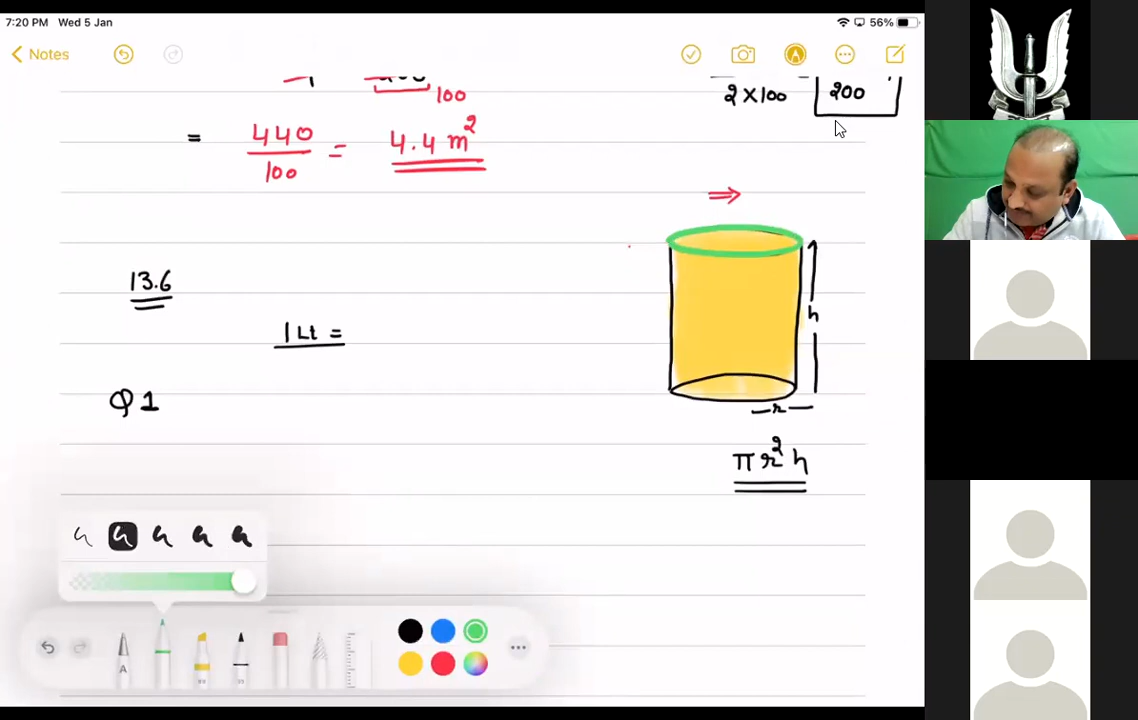 7:20 PM Wed 5 Jan
56%
Notes
100
2 × 100
200
= 440 / 100 = 4.4 m²
⇒
13.6
1 Lt =
h
Q 1
r
πr²h
A